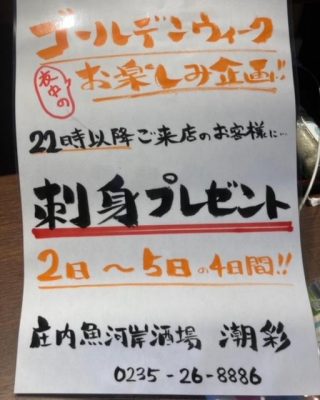 ゴールデンウィーク
夜中の
お楽しみ企画!!
22時以降ご来店のお客様に…
刺身プレゼント
2日～5日の4日間!!
庄内魚河岸酒場 潮彩
0235-26-8886